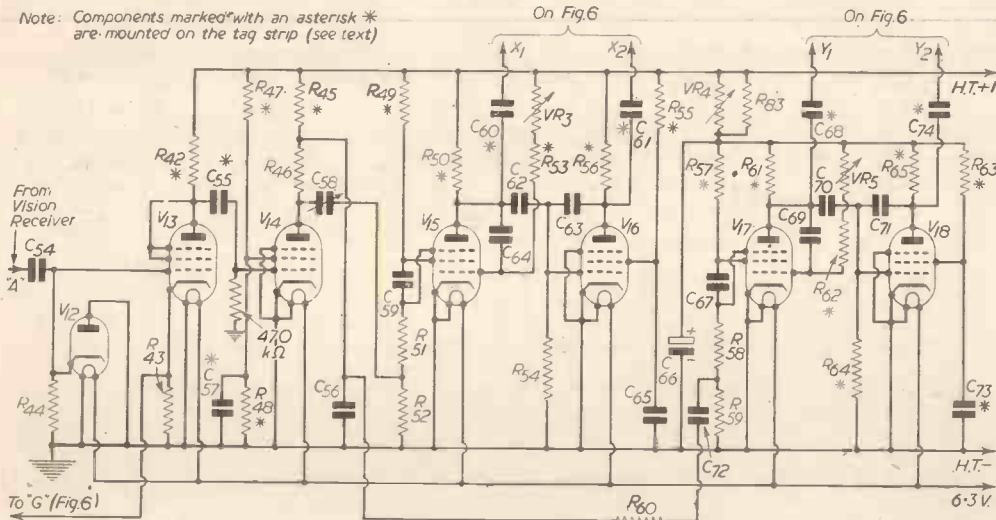 Note: Components marked with an asterisk *
are mounted on the tag strip (see text)
On Fig.6
On Fig.6
X1
X2
Y1
Y2
H.T.+1
R47
*
R45
*
R49
*
C60
*
VR3
C61
*
R55
*
VR4
R83
C68
*
C74
*
R42
*
C55
*
R46
C58
R50
*
C62
R53
*
R56
*
R57
*
R61
*
C70
VR5
R65
*
R63
*
From
Vision
Receiver
C54
"A"
V13
V14
V15
C63
V16
V17
C69
C71
V18
C64
V12
470
kΩ
C59
C67
R62
*
R43
C57
*
R51
R54
C66
+
-
R58
R64
*
R44
R48
*
C56
R52
C65
R59
C73
*
C72
H.T.-
To "G" (Fig.6)
R60
6·3 V.